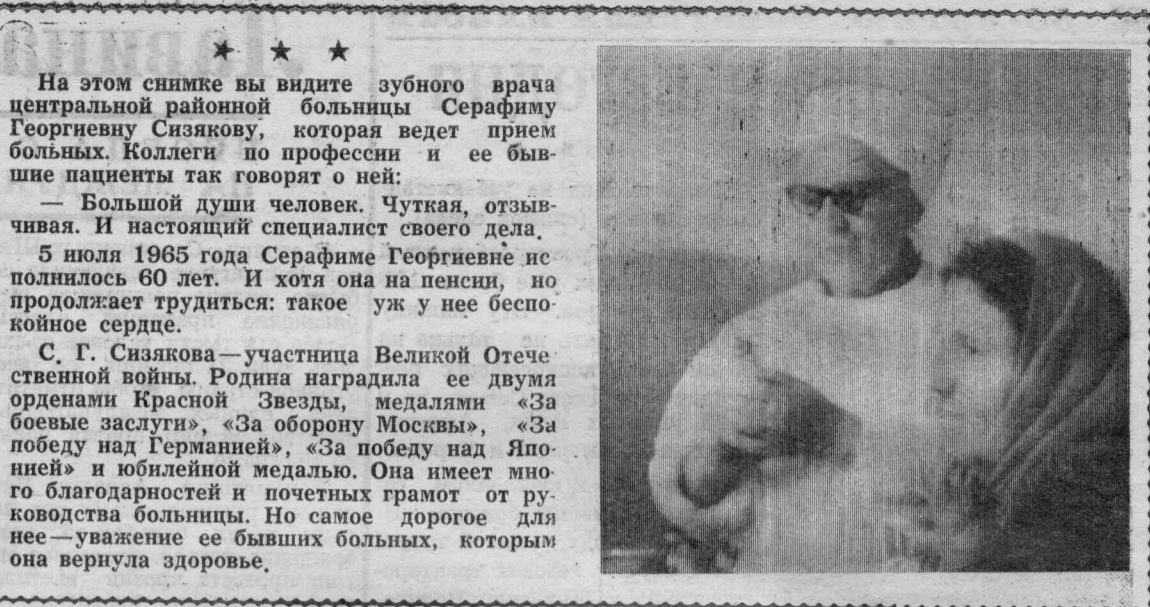 ★ ★ ★
На этом снимке вы видите зубного врача
центральной районной больницы Серафиму
Георгиевну Сизякову, которая ведет прием
больных. Коллеги по профессии и ее быв-
шие пациенты так говорят о ней:
— Большой души человек. Чуткая, отзыв-
чивая. И настоящий специалист своего дела.
5 июля 1965 года Серафиме Георгиевне ис
полнилось 60 лет. И хотя она на пенсии, но
продолжает трудиться: такое уж у нее беспо-
койное сердце.
С. Г. Сизякова—участница Великой Отече
ственной войны. Родина наградила ее двумя
орденами Красной Звезды, медалями «За
боевые заслуги», «За оборону Москвы», «За
победу над Германией», «За победу над Япо-
нией» и юбилейной медалью. Она имеет мно-
го благодарностей и почетных грамот от ру-
ководства больницы. Но самое дорогое для
нее—уважение ее бывших больных, которым
она вернула здоровье.